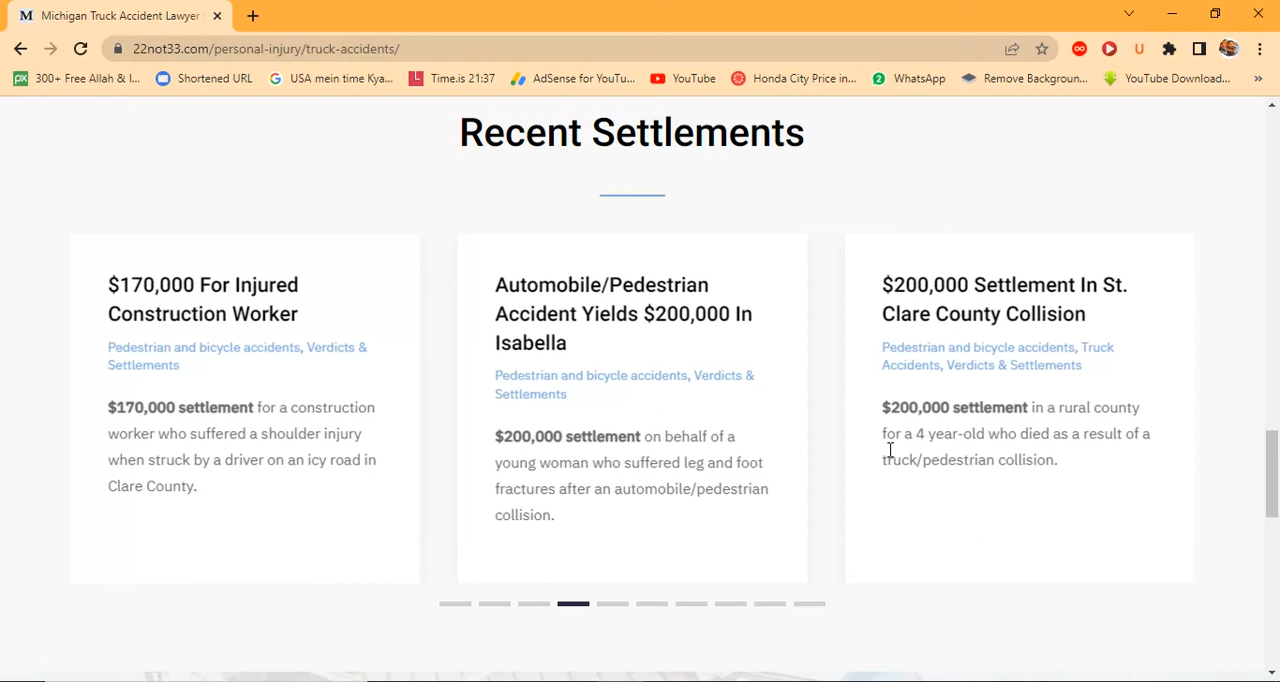 M Michigan Truck Accident Lawyer
22not33.com/personal-injury/truck-accidents/
px 300+ Free Allah & I... Shortened URL G USA mein time Kya... Time.is 21:37 AdSense for YouTu... YouTube Honda City Price in... 2 WhatsApp Remove Backgroun... YouTube Download... »
Recent Settlements
$170,000 For Injured
Construction Worker
Pedestrian and bicycle accidents, Verdicts &
Settlements
$170,000 settlement for a construction
worker who suffered a shoulder injury
when struck by a driver on an icy road in
Clare County.
Automobile/Pedestrian
Accident Yields $200,000 In
Isabella
Pedestrian and bicycle accidents, Verdicts &
Settlements
$200,000 settlement on behalf of a
young woman who suffered leg and foot
fractures after an automobile/pedestrian
collision.
$200,000 Settlement In St.
Clare County Collision
Pedestrian and bicycle accidents, Truck
Accidents, Verdicts & Settlements
$200,000 settlement in a rural county
for a 4 year-old who died as a result of a
truck/pedestrian collision.